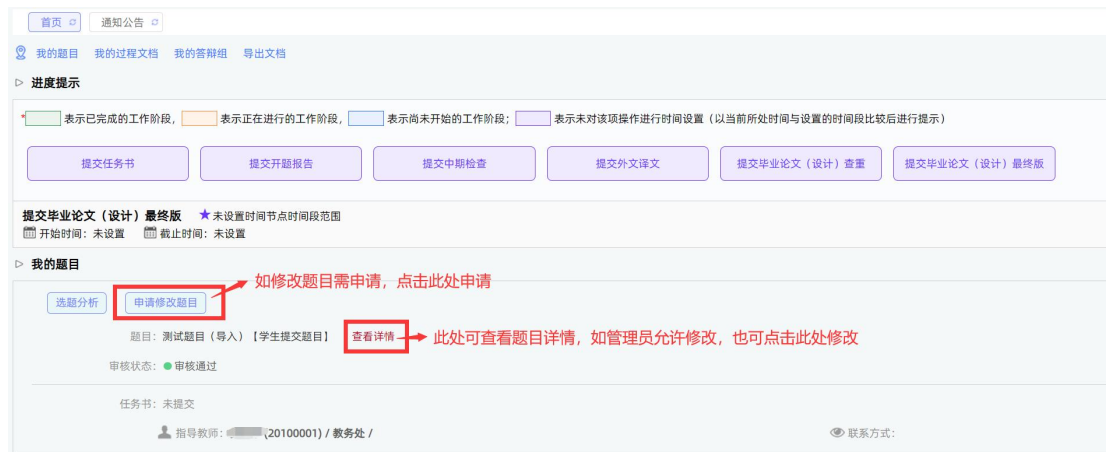 首页 通知公告
我的题目 我的过程文档 我的答辩组 导出文档
进度提示
* 表示已完成的工作阶段, 表示正在进行的工作阶段, 表示尚未开始的工作阶段; 表示未对该项操作进行时间设置(以当前所处时间与设置的时间段比较后进行提示)
提交任务书 提交开题报告 提交中期检查 提交外文译文 提交毕业论文(设计)查重 提交毕业论文(设计)最终版
提交毕业论文(设计)最终版 ★未设置时间节点时间段范围
开始时间: 未设置 截止时间: 未设置
我的题目
如修改题目需申请,点击此处申请
选题分析 申请修改题目
题目: 测试题目(导入)【学生提交题目】 查看详情 此处可查看题目详情,如管理员允许修改,也可点击此处修改
审核状态: 审核通过
任务书: 未提交
指导教师: (20100001) / 教务处 / 联系方式: